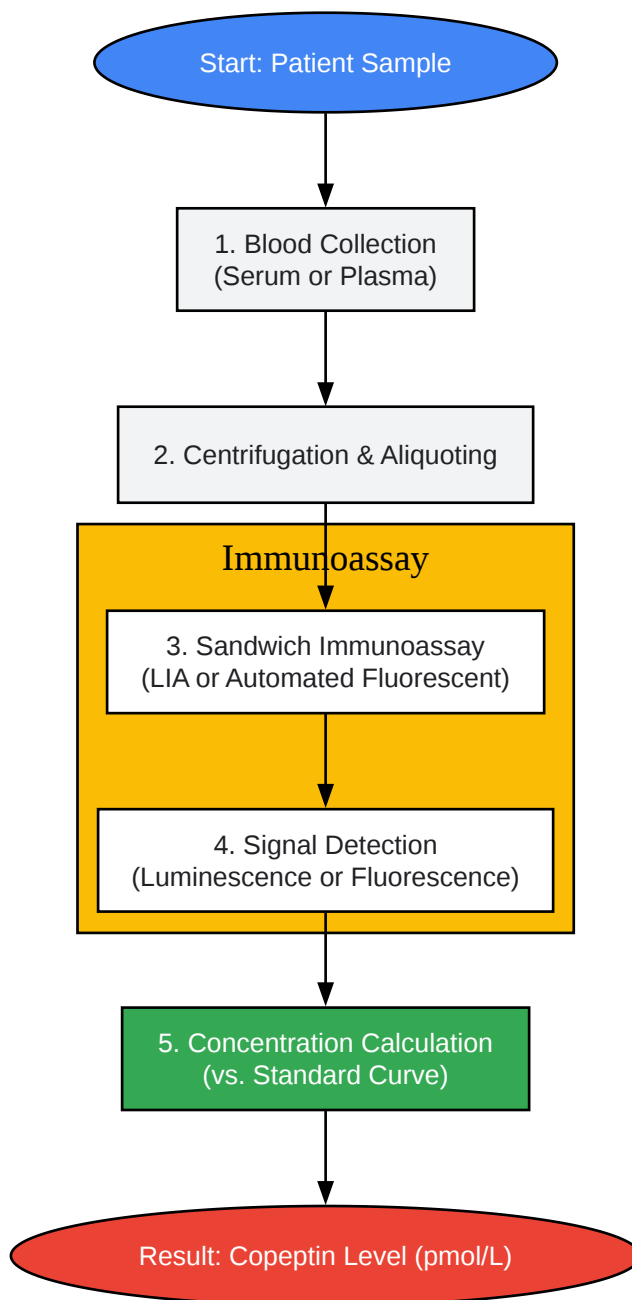 Start: Patient Sample
1. Blood Collection
(Serum or Plasma)
2. Centrifugation & Aliquoting
Immunoassay
3. Sandwich Immunoassay
(LIA or Automated Fluorescent)
4. Signal Detection
(Luminescence or Fluorescence)
5. Concentration Calculation
(vs. Standard Curve)
Result: Copeptin Level (pmol/L)